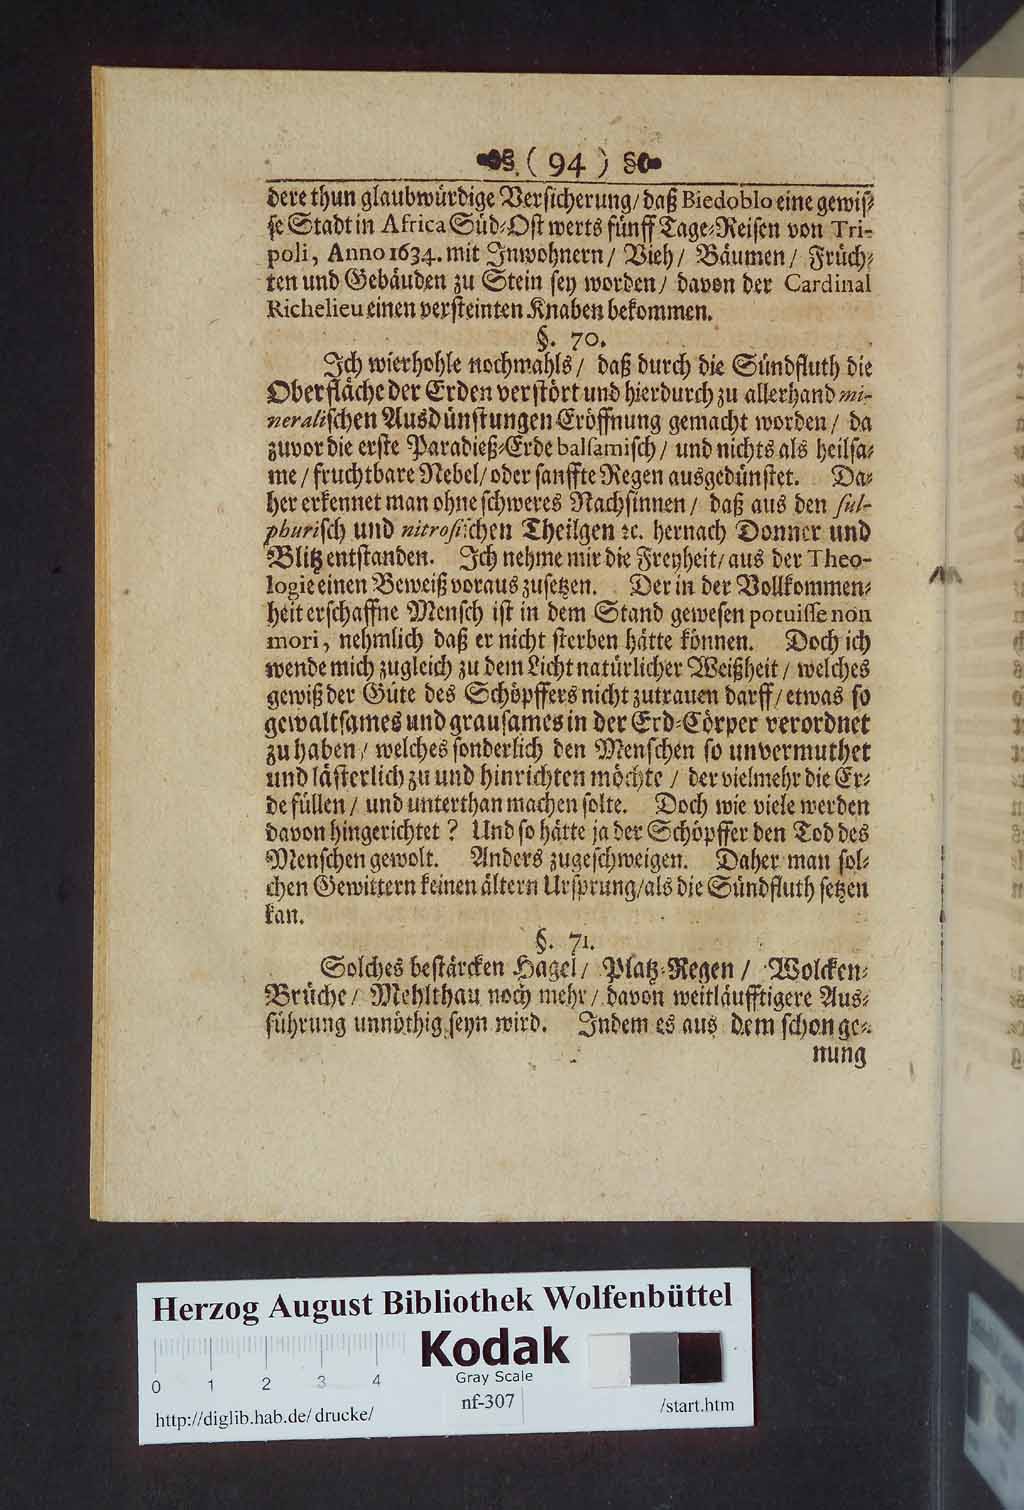 ( 94 )
dere thun glaubwürdige Versicherung/ daß Biedoblo eine gewis-
se Stadt in Africa Süd-Ost werts fünff Tage-Reisen von Tri-
poli, Anno 1634. mit Inwohnern/ Vieh/ Bäumen/ Früch-
ten und Gebäuden zu Stein sey worden/ davon der Cardinal
Richelieu einen versteinten Knaben bekommen.
§. 70.
Ich wierhohle nochmahls/ daß durch die Sündfluth die
Oberfläche der Erden verstört und hierdurch zu allerhand mi-
neralischen Ausdünstungen Eröffnung gemacht worden/ da
zuvor die erste Paradieß-Erde balsamisch/ und nichts als heilsa-
me/ fruchtbare Nebel/ oder sanffte Regen ausgedünstet. Da-
her erkennet man ohne schweres Nachsinnen/ daß aus den sul-
phurisch und nitrosischen Theilgen ꝛc. hernach Donner und
Blitz entstanden. Ich nehme mir die Freyheit/ aus der Theo-
logie einen Beweiß voraus zusetzen. Der in der Vollkommen-
heit erschaffne Mensch ist in dem Stand gewesen potuisse non
mori, nehmlich daß er nicht sterben hätte können. Doch ich
wende mich zugleich zu dem Licht natürlicher Weißheit/ welches
gewiß der Güte des Schöpffers nicht zutrauen darff/ etwas so
gewaltsames und grausames in der Erd-Cörper verordnet
zu haben/ welches sonderlich den Menschen so unvermuthet
und lästerlich zu und hinrichten möchte/ der vielmehr die Er-
de füllen/ und unterthan machen solte. Doch wie viele werden
davon hingerichtet? Und so hätte ja der Schöpffer den Tod des
Menschen gewolt. Anders zugeschweigen. Daher man sol-
chen Gewittern keinen ältern Ursprung/ als die Sündfluth setzen
kan.
§. 71.
Solches bestärcken Hagel/ Platz-Regen/ Wolcken-
Brüche/ Mehlthau noch mehr/ davon weitläufftigere Aus-
führung unnöthig seyn wird. Indem es aus dem schon ge-
nung
Herzog August Bibliothek Wolfenbüttel
Kodak
Gray Scale
0 1 2 3 4
nf-307
http://diglib.hab.de/drucke/
/start.htm